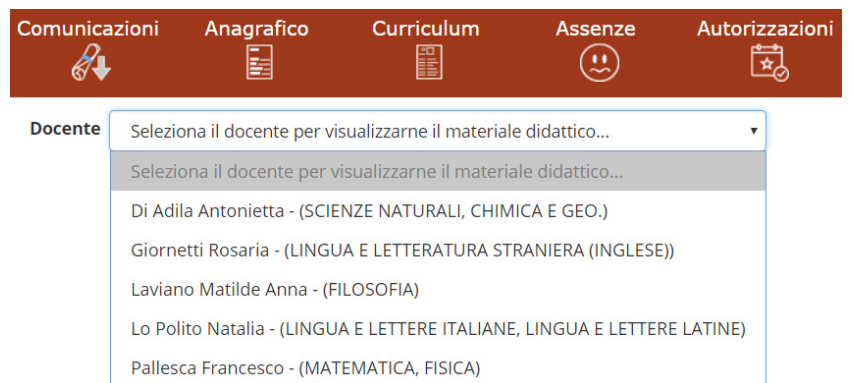 Comunicazioni Anagrafico Curriculum Assenze Autorizzazioni
Docente Seleziona il docente per visualizzarne il materiale didattico...
Seleziona il docente per visualizzarne il materiale didattico...
Di Adila Antonietta - (SCIENZE NATURALI, CHIMICA E GEO.)
Giornetti Rosaria - (LINGUA E LETTERATURA STRANIERA (INGLESE))
Laviano Matilde Anna - (FILOSOFIA)
Lo Polito Natalia - (LINGUA E LETTERE ITALIANE, LINGUA E LETTERE LATINE)
Pallesca Francesco - (MATEMATICA, FISICA)